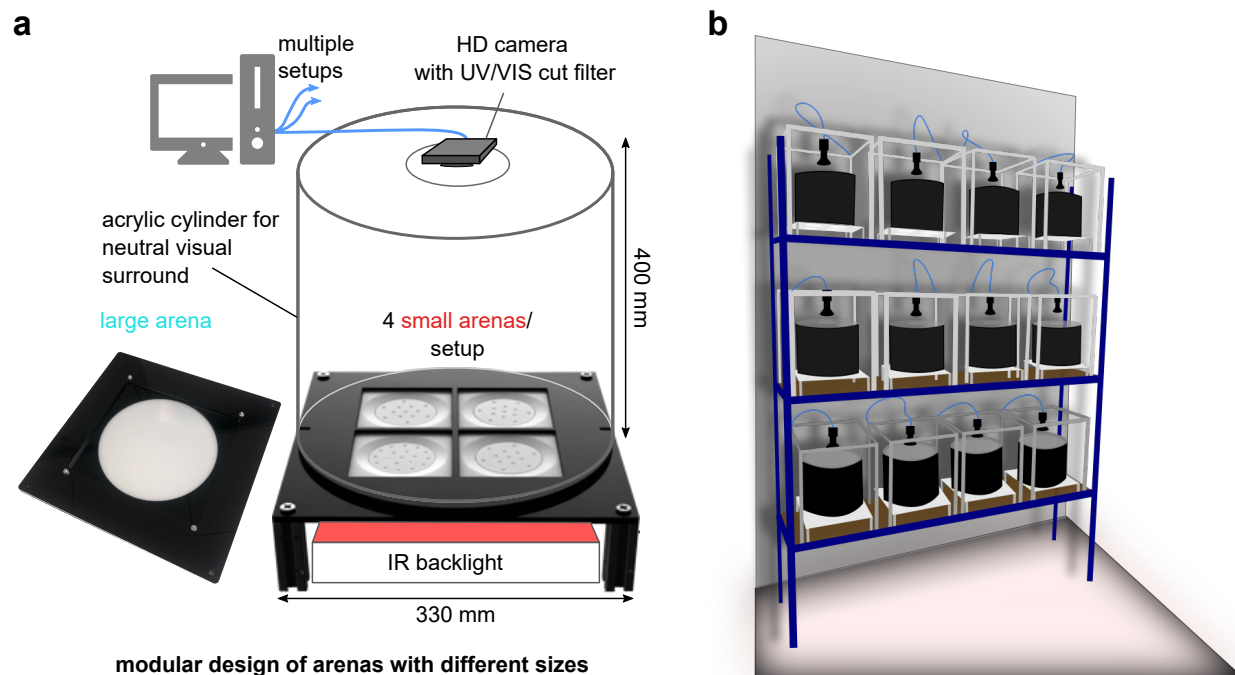 a
multiple
setups
HD camera
with UV/VIS cut filter
acrylic cylinder for
neutral visual
surround
400 mm
large arena
4 small arenas/
setup
IR backlight
330 mm
modular design of arenas with different sizes
b